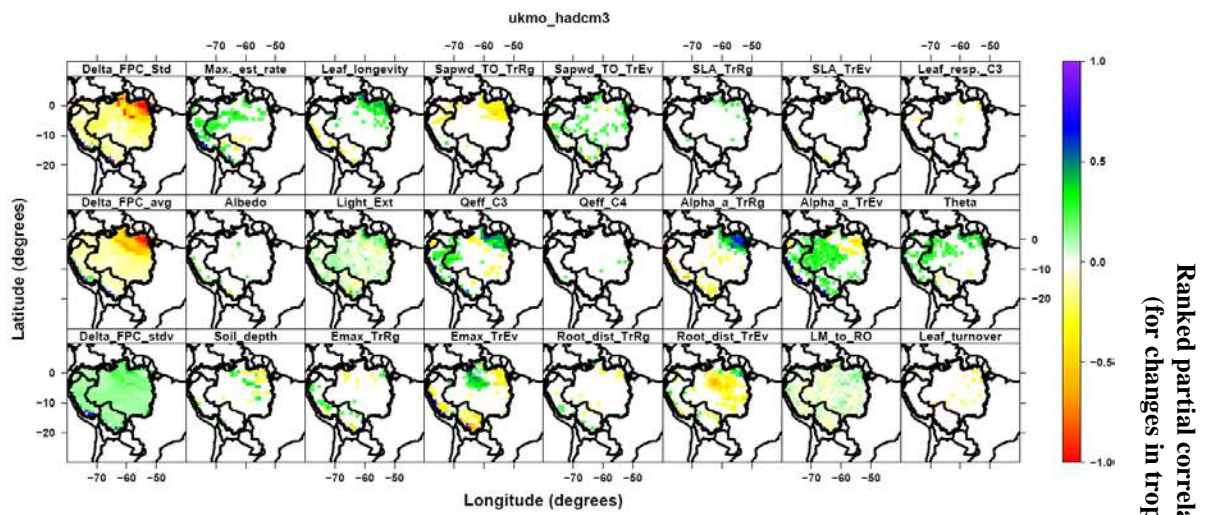 ukmo_hadcm3
−70 −60 −50 −70 −60 −50 −70 −60 −50 −70 −60 −50
Delta_FPC_Std Max._est_rate Leaf_longevity Sapwd_TO_TrRg Sapwd_TO_TrEv SLA_TrRg SLA_TrEv Leaf_resp._C3
0
−10
−20
Delta_FPC_avg Albedo Light_Ext Qeff_C3 Qeff_C4 Alpha_a_TrRg Alpha_a_TrEv Theta
0
−10
−20
Delta_FPC_stdv Soil_depth Emax_TrRg Emax_TrEv Root_dist_TrRg Root_dist_TrEv LM_to_RO Leaf_turnover
0
−10
−20
−70 −60 −50 −70 −60 −50 −70 −60 −50 −70 −60 −50
Longitude (degrees)
Latitude (degrees)
1.0
0.5
0.0
−0.5
−1.0
Ranked partial correla
(for changes in trop